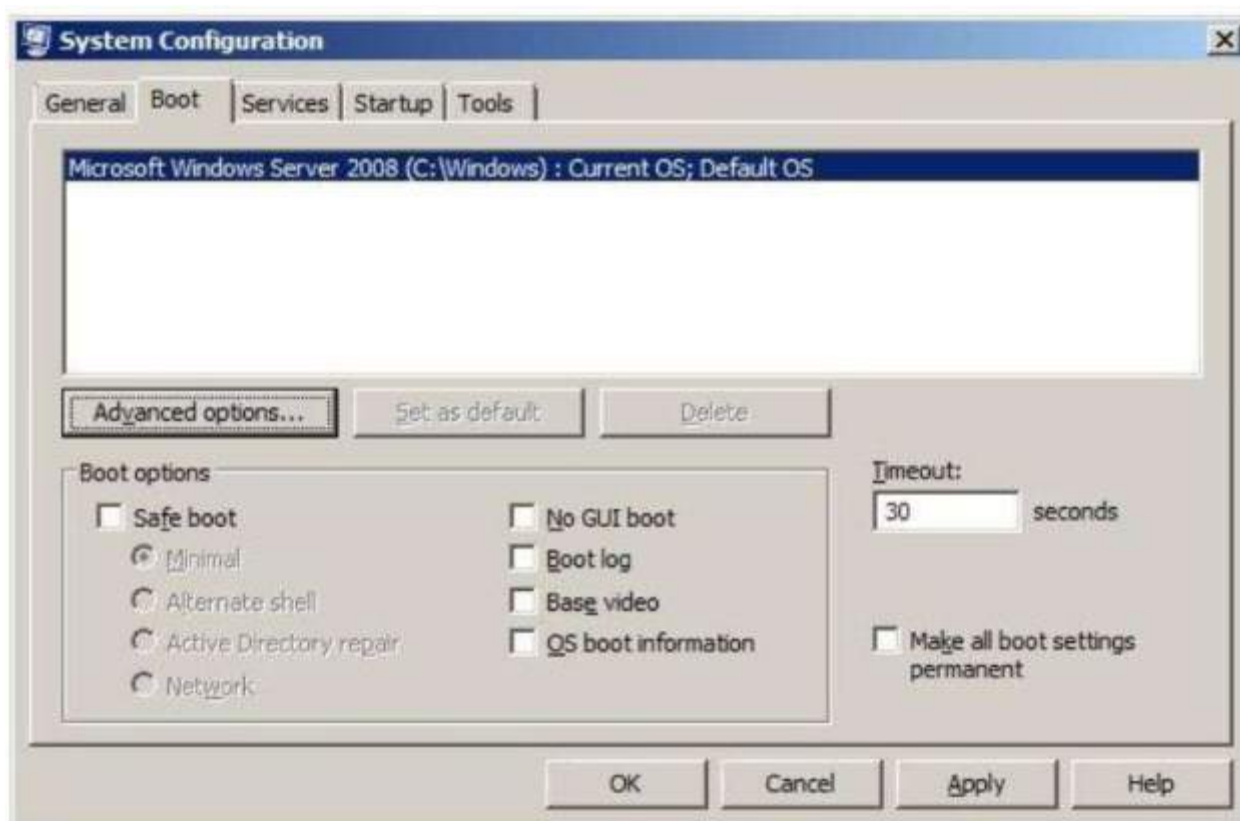 System Configuration
General Boot Services Startup Tools
Microsoft Windows Server 2008 (C:\Windows) : Current OS; Default OS
Advanced options... Set as default Delete
Boot options
Timeout:
Safe boot No GUI boot 30 seconds
Minimal Boot log
Alternate shell Base video
Active Directory repair OS boot information Make all boot settings
permanent
Network
OK Cancel Apply Help